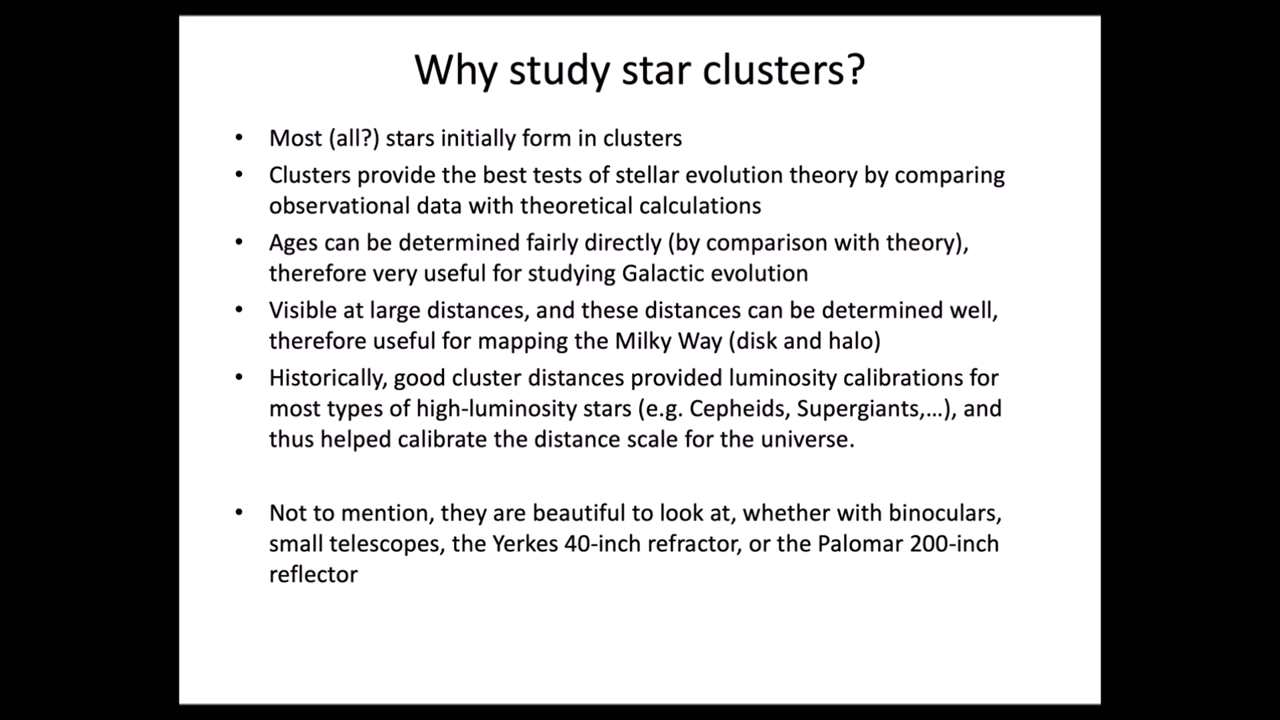 Why study star clusters?
• Most (all?) stars initially form in clusters
• Clusters provide the best tests of stellar evolution theory by comparing
observational data with theoretical calculations
• Ages can be determined fairly directly (by comparison with theory),
therefore very useful for studying Galactic evolution
• Visible at large distances, and these distances can be determined well,
therefore useful for mapping the Milky Way (disk and halo)
• Historically, good cluster distances provided luminosity calibrations for
most types of high-luminosity stars (e.g. Cepheids, Supergiants,...), and
thus helped calibrate the distance scale for the universe.
• Not to mention, they are beautiful to look at, whether with binoculars,
small telescopes, the Yerkes 40-inch refractor, or the Palomar 200-inch
reflector